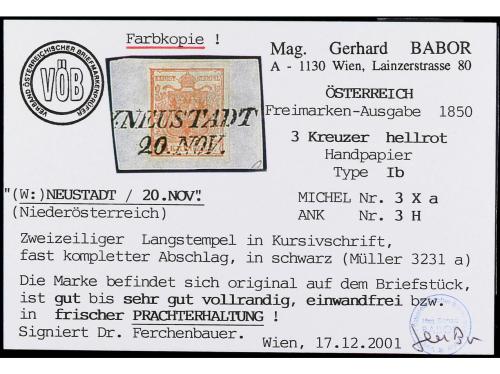 Farbkopie !
Mag. Gerhard BABOR
A - 1130 Wien, Lainzerstrasse 80
VERBAND ÖSTERREICHISCHER BRIEFMARKENPRÜFER
VÖB
ÖSTERREICH
Freimarken-Ausgabe 1850
3 Kreuzer hellrot
Handpapier
Type Ib
NEUSTADT
20. NOV.
"(W:)NEUSTADT / 20.NOV".
(Niederösterreich)
MICHEL Nr. 3 X a
ANK Nr. 3 H
Zweizeiliger Langstempel in Kursivschrift,
fast kompletter Abschlag, in schwarz (Müller 3231 a)
Die Marke befindet sich original auf dem Briefstück,
ist gut bis sehr gut vollrandig, einwandfrei bzw.
in frischer PRACHTERHALTUNG !
Signiert Dr. Ferchenbauer.
Wien, 17.12.2001